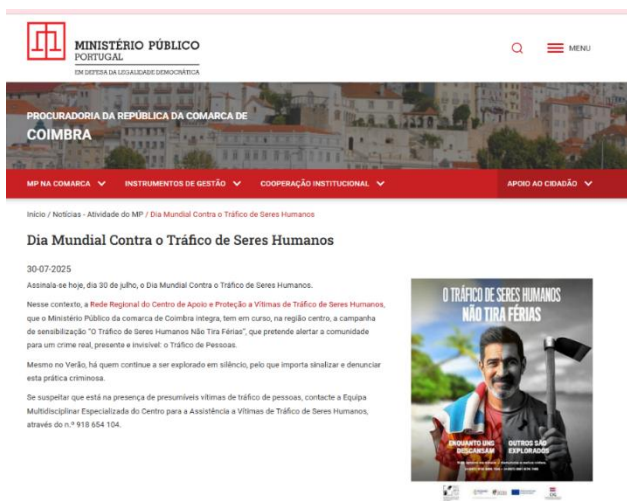 MINISTÉRIO PÚBLICO
PORTUGAL
EM DEFESA DA LEGALIDADE DEMOCRÁTICA
MENU
PROCURADORIA DA REPÚBLICA DA COMARCA DE
COIMBRA
MP NA COMARCA
INSTRUMENTOS DE GESTÃO
COOPERAÇÃO INSTITUCIONAL
APOIO AO CIDADÃO
Início / Notícias - Atividade do MP / Dia Mundial Contra o Tráfico de Seres Humanos
Dia Mundial Contra o Tráfico de Seres Humanos
30-07-2025
Assinala-se hoje, dia 30 de julho, o Dia Mundial Contra o Tráfico de Seres Humanos.
Nesse contexto, a Rede Regional do Centro de Apoio e Proteção a Vítimas de Tráfico de Seres Humanos,
que o Ministério Público da comarca de Coimbra integra, tem em curso, na região centro, a campanha
de sensibilização "O Tráfico de Seres Humanos Não Tira Férias", que pretende alertar a comunidade
para um crime real, presente e invisível: o Tráfico de Pessoas.
Mesmo no Verão, há quem continue a ser explorado em silêncio, pelo que importa sinalizar e denunciar
esta prática criminosa.
Se suspeitar que está na presença de presumíveis vítimas de tráfico de pessoas, contacte a Equipa
Multidisciplinar Especializada do Centro para a Assistência a Vítimas de Tráfico de Seres Humanos,
através do n.º 918 654 104.
O TRÁFICO DE SERES HUMANOS
NÃO TIRA FÉRIAS
ENQUANTO UNS
DESCANSAM
OUTROS SÃO
EXPLORADOS